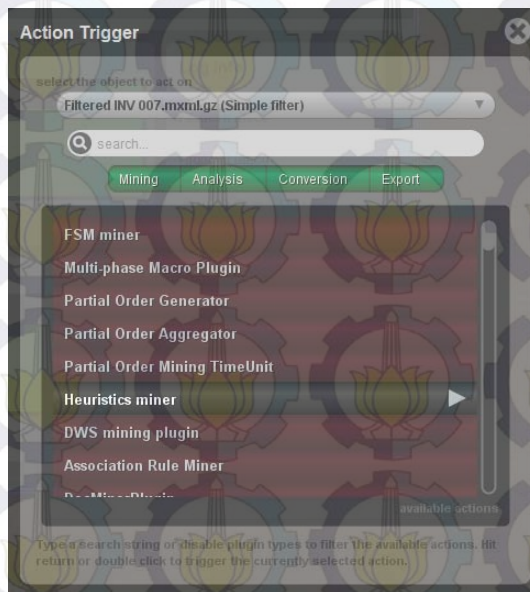 Action Trigger
select the object to act on
Filtered INV 007.mxml.gz (Simple filter)
search...
Mining Analysis Conversion Export
FSM miner
Multi-phase Macro Plugin
Partial Order Generator
Partial Order Aggregator
Partial Order Mining TimeUnit
Heuristics miner
DWS mining plugin
Association Rule Miner
available actions
Type a search string or disable plugin types to filter the available actions. Hit
return or double click to trigger the currently selected action.